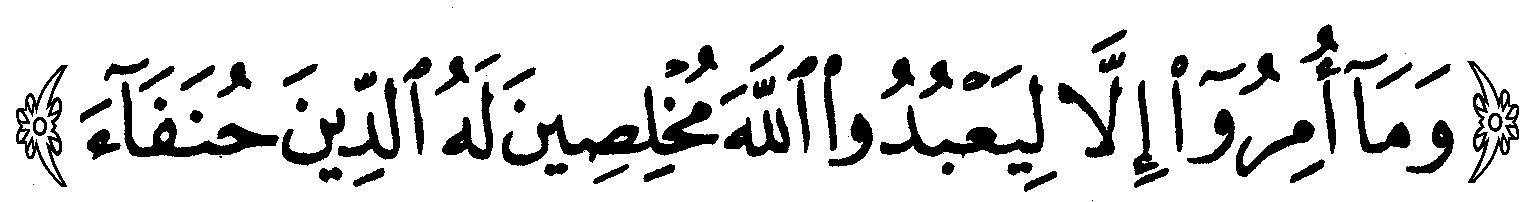 ﴿وَمَآ أُمِرُوٓا۟ إِلَّا لِيَعْبُدُوا۟ ٱللَّهَ مُخْلِصِينَ لَهُ ٱلدِّينَ حُنَفَآءَ﴾